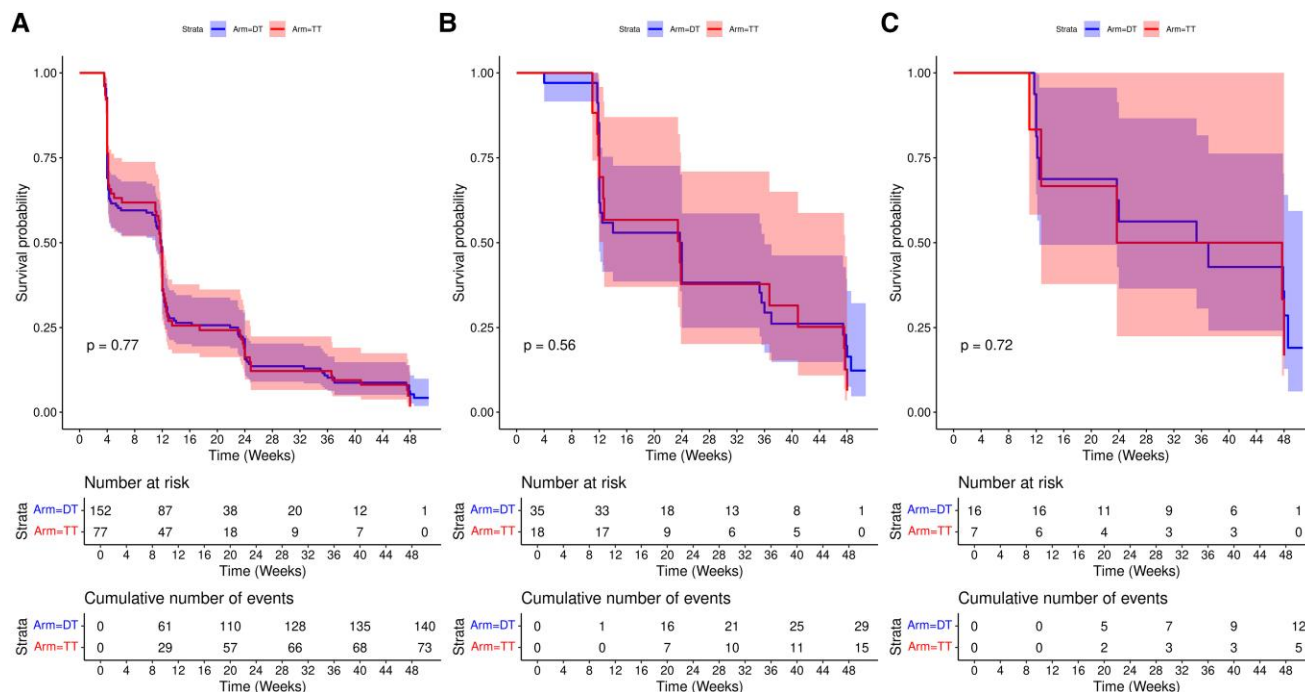 A
Strata Arm=DT Arm=TT
Survival probability
1.00
0.75
0.50
0.25
0.00
p = 0.77
0 4 8 12 16 20 24 28 32 36 40 44 48
Time (Weeks)
Number at risk
Strata
Arm=DT 152 87 38 20 12 1
Arm=TT 77 47 18 9 7 0
0 4 8 12 16 20 24 28 32 36 40 44 48
Time (Weeks)
Cumulative number of events
Strata
Arm=DT 0 61 110 128 135 140
Arm=TT 0 29 57 66 68 73
0 4 8 12 16 20 24 28 32 36 40 44 48
Time (Weeks)
B
Strata Arm=DT Arm=TT
Survival probability
1.00
0.75
0.50
0.25
0.00
p = 0.56
0 4 8 12 16 20 24 28 32 36 40 44 48
Time (Weeks)
Number at risk
Strata
Arm=DT 35 33 18 13 8 1
Arm=TT 18 17 9 6 5 0
0 4 8 12 16 20 24 28 32 36 40 44 48
Time (Weeks)
Cumulative number of events
Strata
Arm=DT 0 1 16 21 25 29
Arm=TT 0 0 7 10 11 15
0 4 8 12 16 20 24 28 32 36 40 44 48
Time (Weeks)
C
Strata Arm=DT Arm=TT
Survival probability
1.00
0.75
0.50
0.25
0.00
p = 0.72
0 4 8 12 16 20 24 28 32 36 40 44 48
Time (Weeks)
Number at risk
Strata
Arm=DT 16 16 11 9 6 1
Arm=TT 7 6 4 3 3 0
0 4 8 12 16 20 24 28 32 36 40 44 48
Time (Weeks)
Cumulative number of events
Strata
Arm=DT 0 0 5 7 9 12
Arm=TT 0 0 2 3 3 5
0 4 8 12 16 20 24 28 32 36 40 44 48
Time (Weeks)